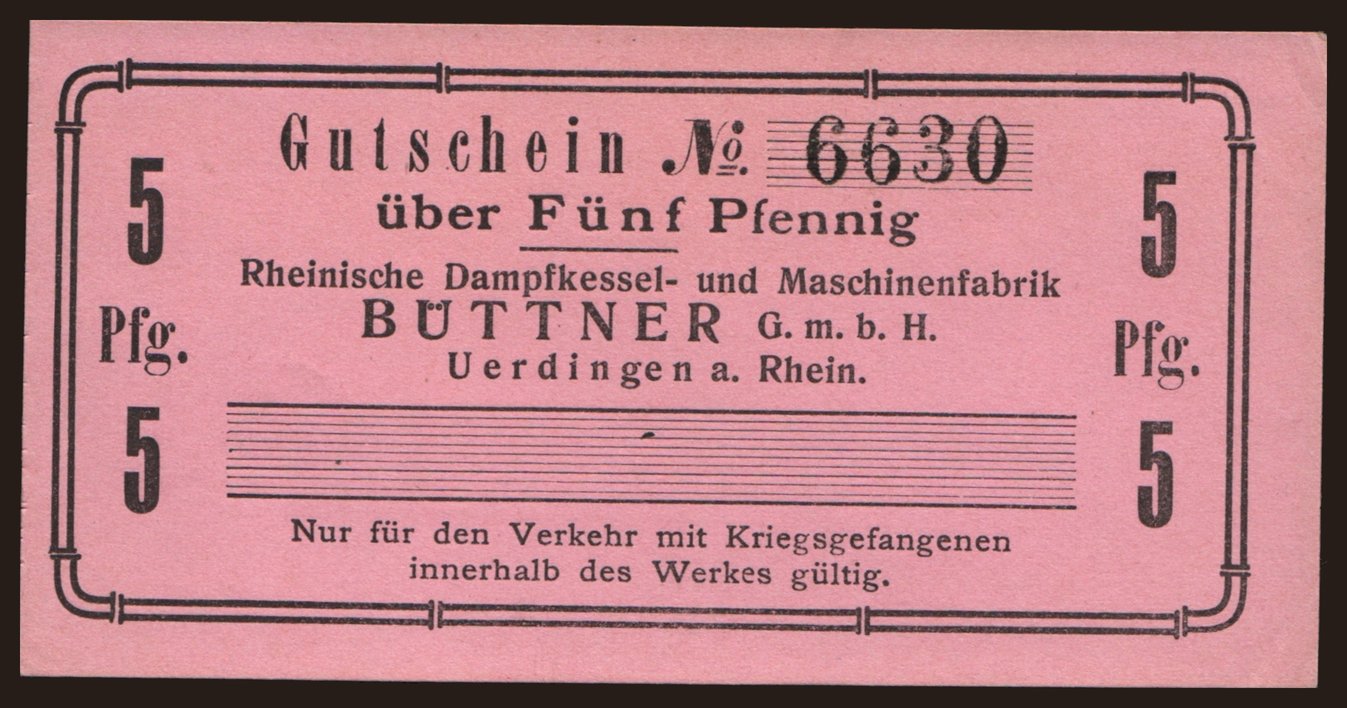 Gutschein No. 6630
über Fünf Pfennig
Rheinische Dampfkessel- und Maschinenfabrik
BÜTTNER G. m. b. H.
Uerdingen a. Rhein.
Nur für den Verkehr mit Kriegsgefangenen
innerhalb des Werkes gültig.
5
Pfg.
5
5
Pfg.
5